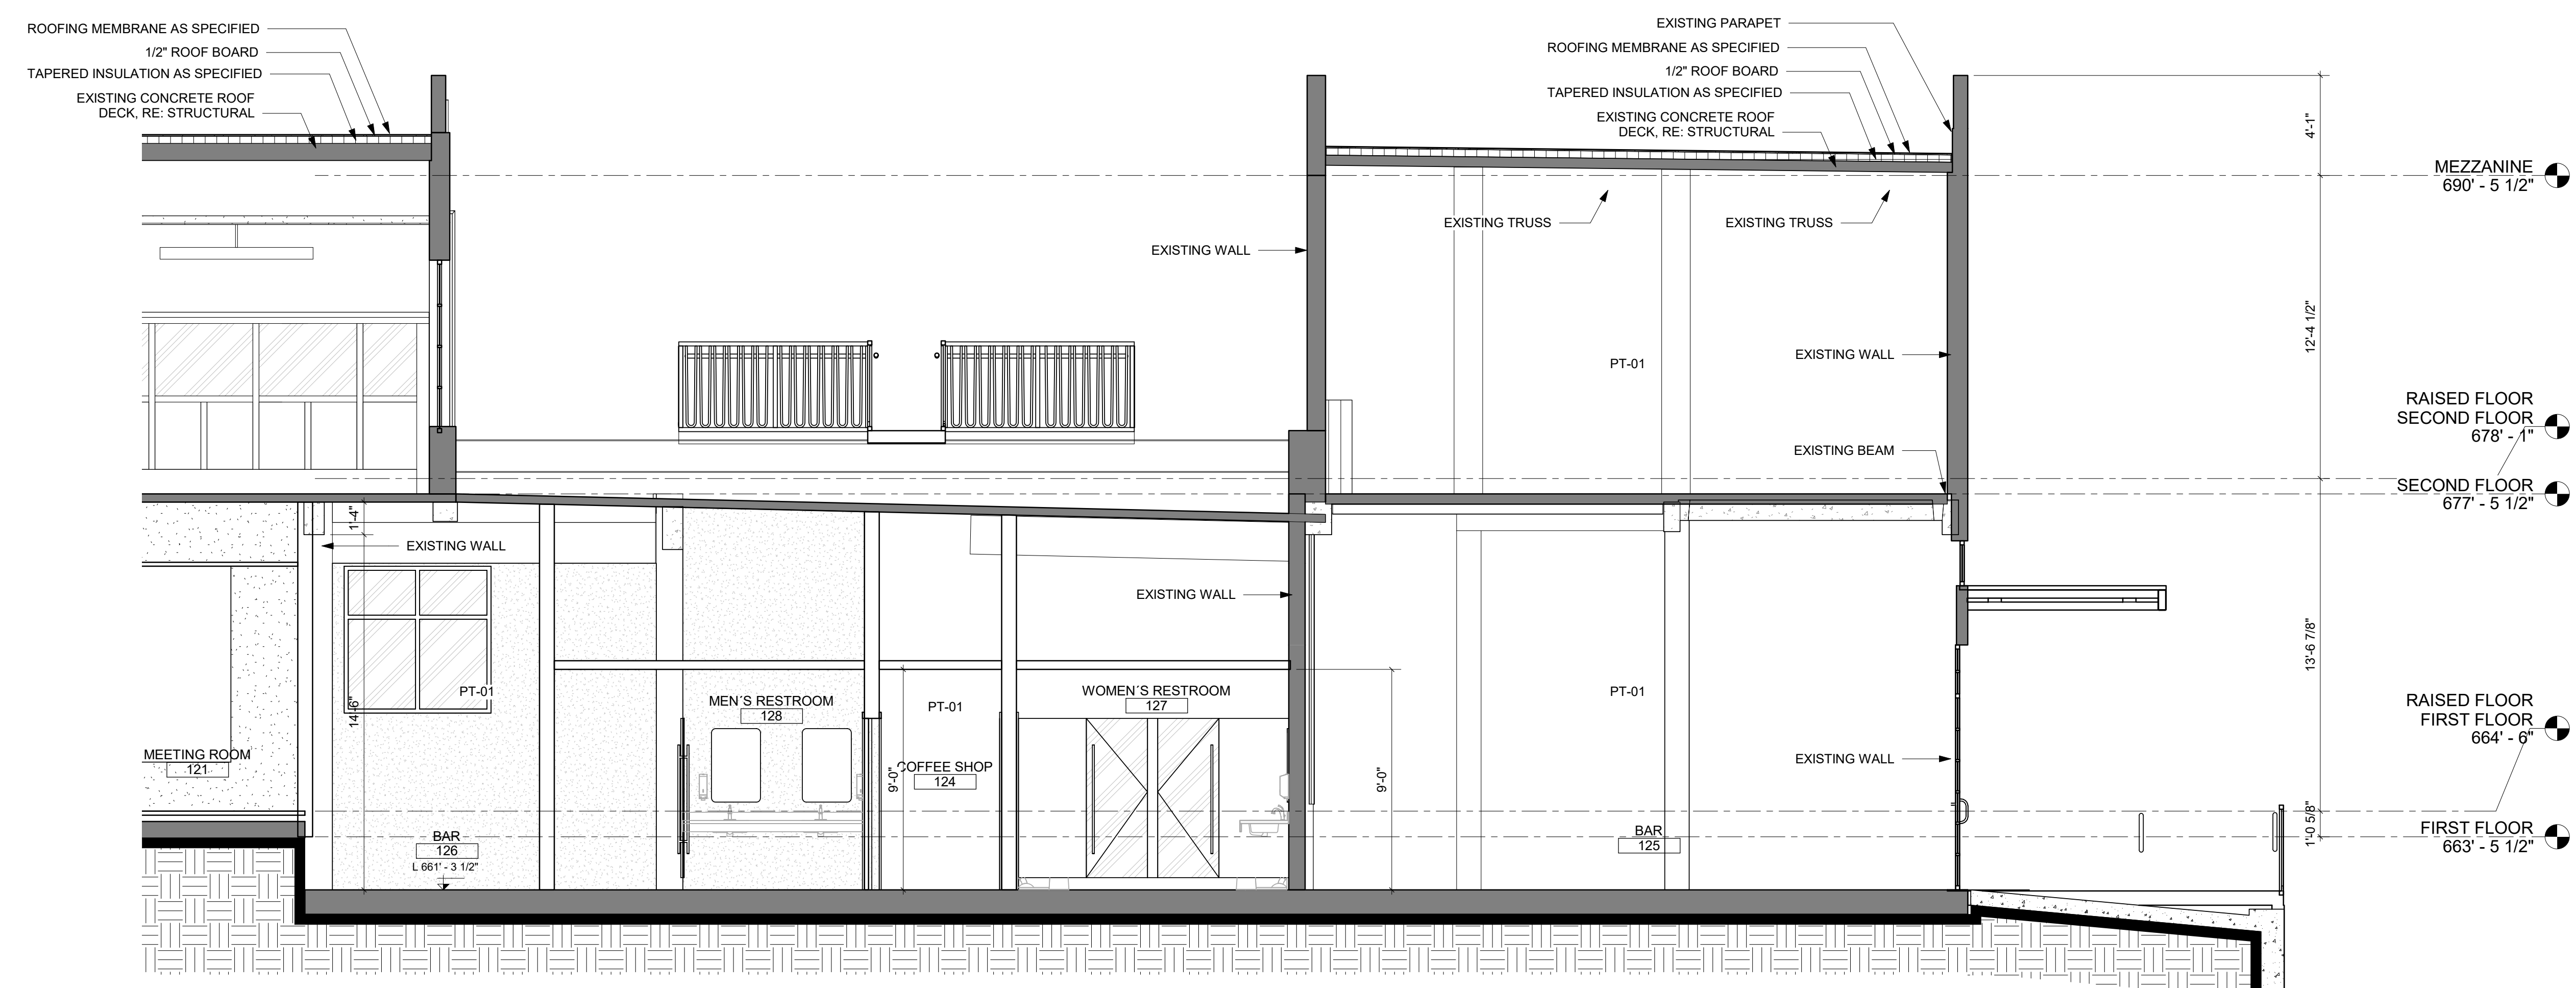 ROOFING MEMBRANE AS SPECIFIED
1/2" ROOF BOARD
TAPERED INSULATION AS SPECIFIED
EXISTING CONCRETE ROOF
DECK, RE: STRUCTURAL
EXISTING PARAPET
ROOFING MEMBRANE AS SPECIFIED
1/2" ROOF BOARD
TAPERED INSULATION AS SPECIFIED
EXISTING CONCRETE ROOF
DECK, RE: STRUCTURAL
4'-1"
MEZZANINE
690' - 5 1/2"
EXISTING TRUSS
EXISTING TRUSS
EXISTING WALL
12'-4 1/2"
EXISTING WALL
PT-01
RAISED FLOOR
SECOND FLOOR
678' - 1"
EXISTING BEAM
SECOND FLOOR
677' - 5 1/2"
1'-4"
EXISTING WALL
EXISTING WALL
13'-6 7/8"
PT-01
14'-6"
MEN´S RESTROOM
128
PT-01
WOMEN´S RESTROOM
127
PT-01
RAISED FLOOR
FIRST FLOOR
664' - 6"
MEETING ROOM
121
COFFEE SHOP
124
9'-0"
9'-0"
EXISTING WALL
1'-0 5/8"
BAR
126
L 661' - 3 1/2"
BAR
125
FIRST FLOOR
663' - 5 1/2"